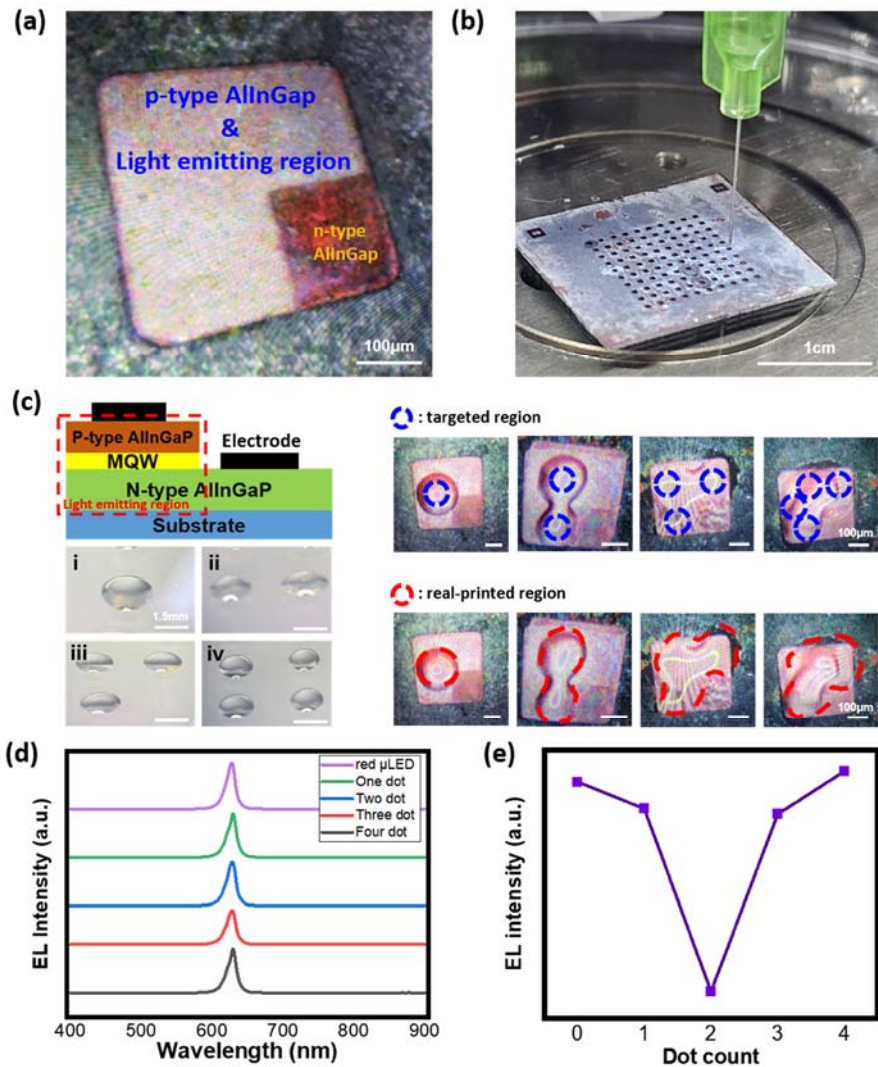 (a)
p-type AlInGap
&
Light emitting region
n-type
AlInGap
100μm
(b)
1cm
(c)
P-type AlInGaP
MQW
Electrode
N-type AlInGaP
Light emitting region
Substrate
i
1.5mm
ii
iii
iv
: targeted region
100μm
: real-printed region
100μm
(d)
EL Intensity (a.u.)
red μLED
One dot
Two dot
Three dot
Four dot
400 500 600 700 800 900
Wavelength (nm)
(e)
EL intensity (a.u.)
0 1 2 3 4
Dot count